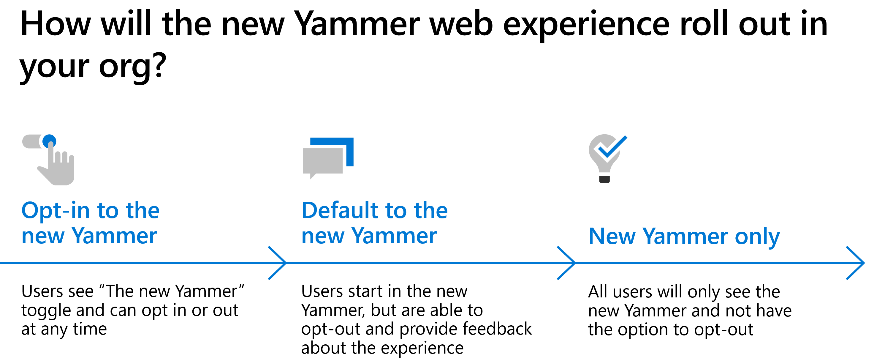 How will the new Yammer web experience roll out in
your org?
Opt-in to the
new Yammer
Users see “The new Yammer”
toggle and can opt in or out
at any time
Default to the
new Yammer
Users start in the new
Yammer, but are able to
opt-out and provide feedback
about the experience
New Yammer only
All users will only see the
new Yammer and not have
the option to opt-out